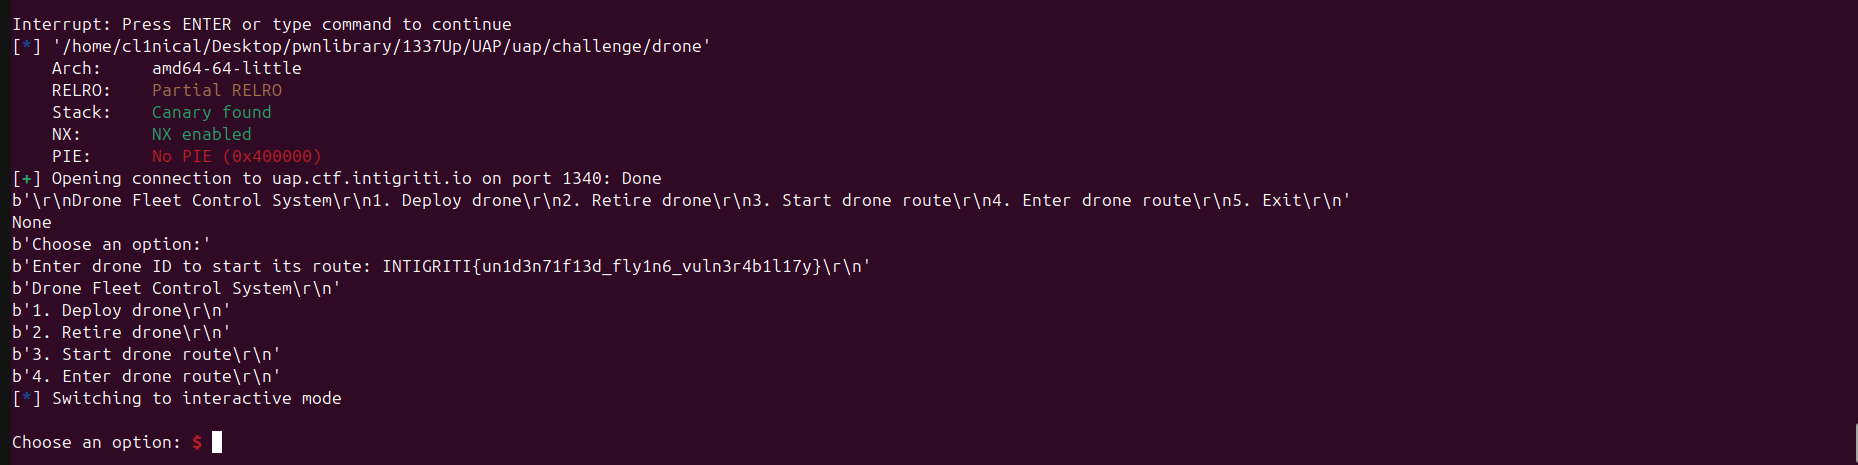 Interrupt: Press ENTER or type command to continue
[*] '/home/cl1nical/Desktop/pwnlibrary/1337Up/UAP/uap/challenge/drone'
    Arch:     amd64-64-little
    RELRO:    Partial RELRO
    Stack:    Canary found
    NX:       NX enabled
    PIE:      No PIE (0x400000)
[+] Opening connection to uap.ctf.intigriti.io on port 1340: Done
b'\r\nDrone Fleet Control System\r\n1. Deploy drone\r\n2. Retire drone\r\n3. Start drone route\r\n4. Enter drone route\r\n5. Exit\r\n'
None
b'Choose an option:'
b'Enter drone ID to start its route: INTIGRITI{un1d3n71f13d_fly1n6_vuln3r4b1l17y}\r\n'
b'Drone Fleet Control System\r\n'
b'1. Deploy drone\r\n'
b'2. Retire drone\r\n'
b'3. Start drone route\r\n'
b'4. Enter drone route\r\n'
[*] Switching to interactive mode
Choose an option: $